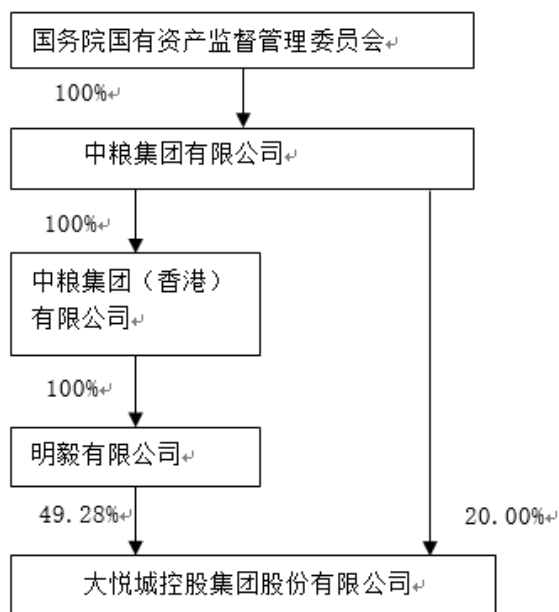 国务院国有资产监督管理委员会
100%
中粮集团有限公司
100%
中粮集团（香港）
有限公司
100%
明毅有限公司
49.28%
20.00%
大悦城控股集团股份有限公司